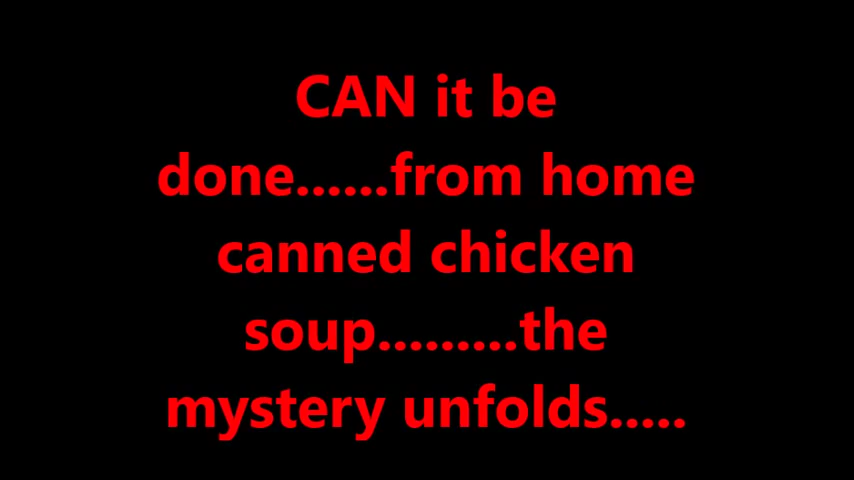 CAN it be
done......from home
canned chicken
soup.........the
mystery unfolds.....